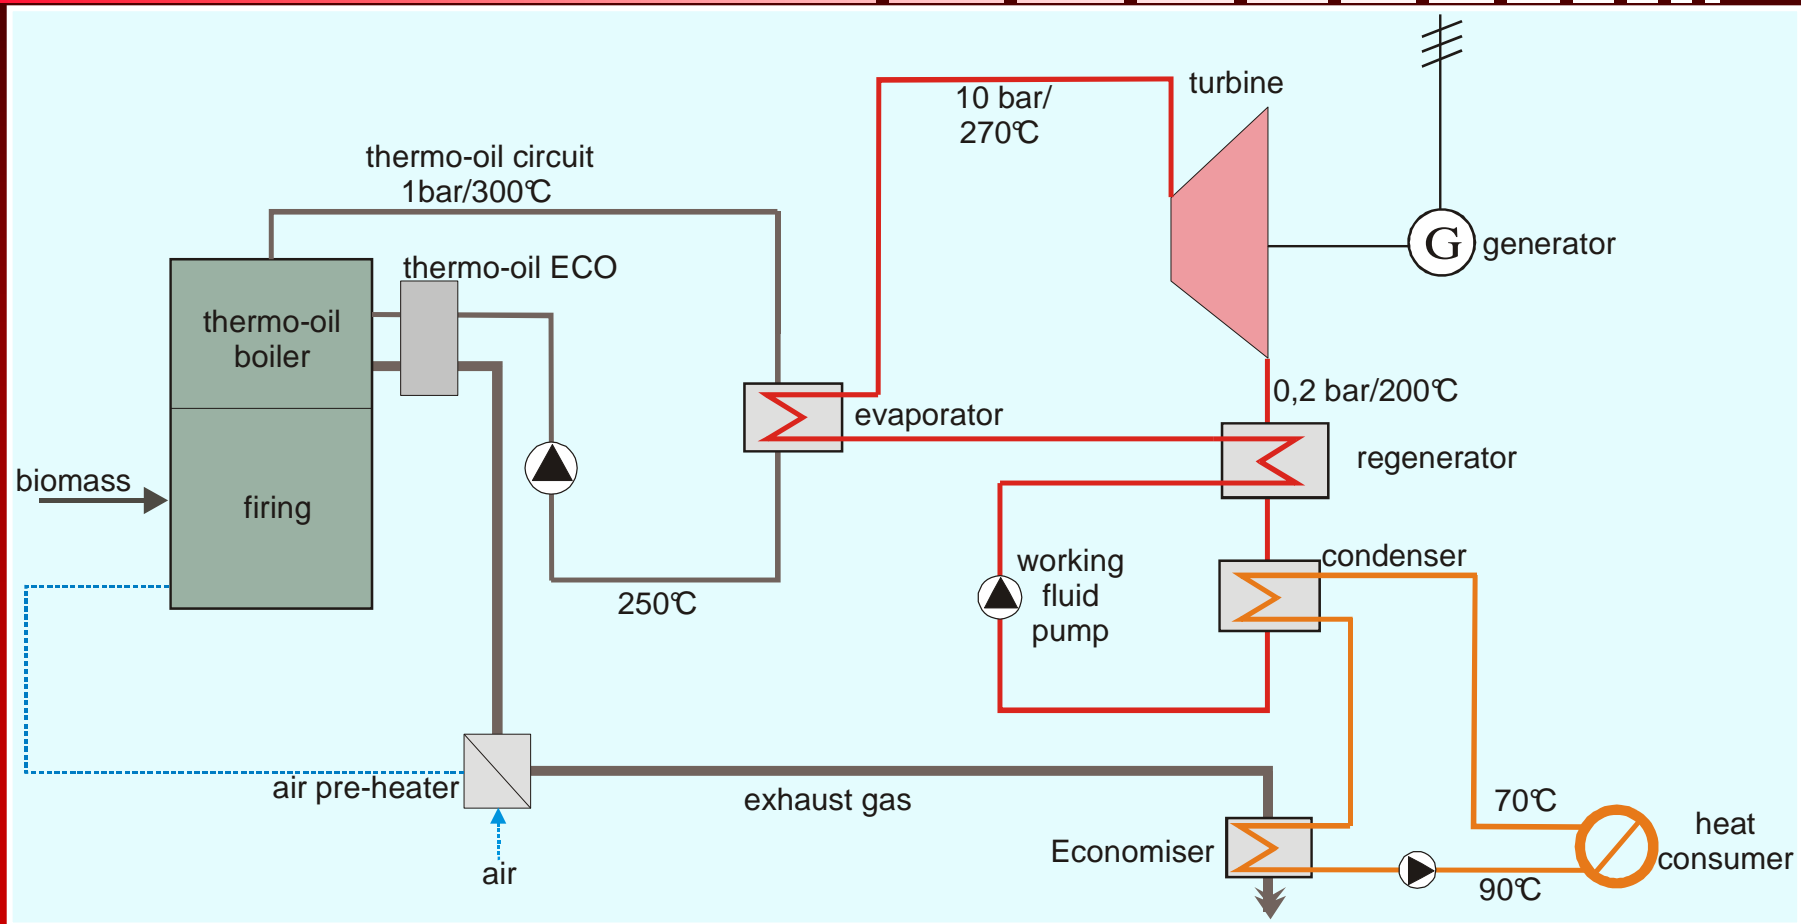 turbine
10 bar/
270°C
thermo-oil circuit
1bar/300°C
G
generator
thermo-oil ECO
thermo-oil
boiler
0,2 bar/200°C
evaporator
regenerator
biomass
firing
working
fluid
pump
condenser
250°C
air pre-heater
exhaust gas
70°C
heat
consumer
Economiser
air
90°C